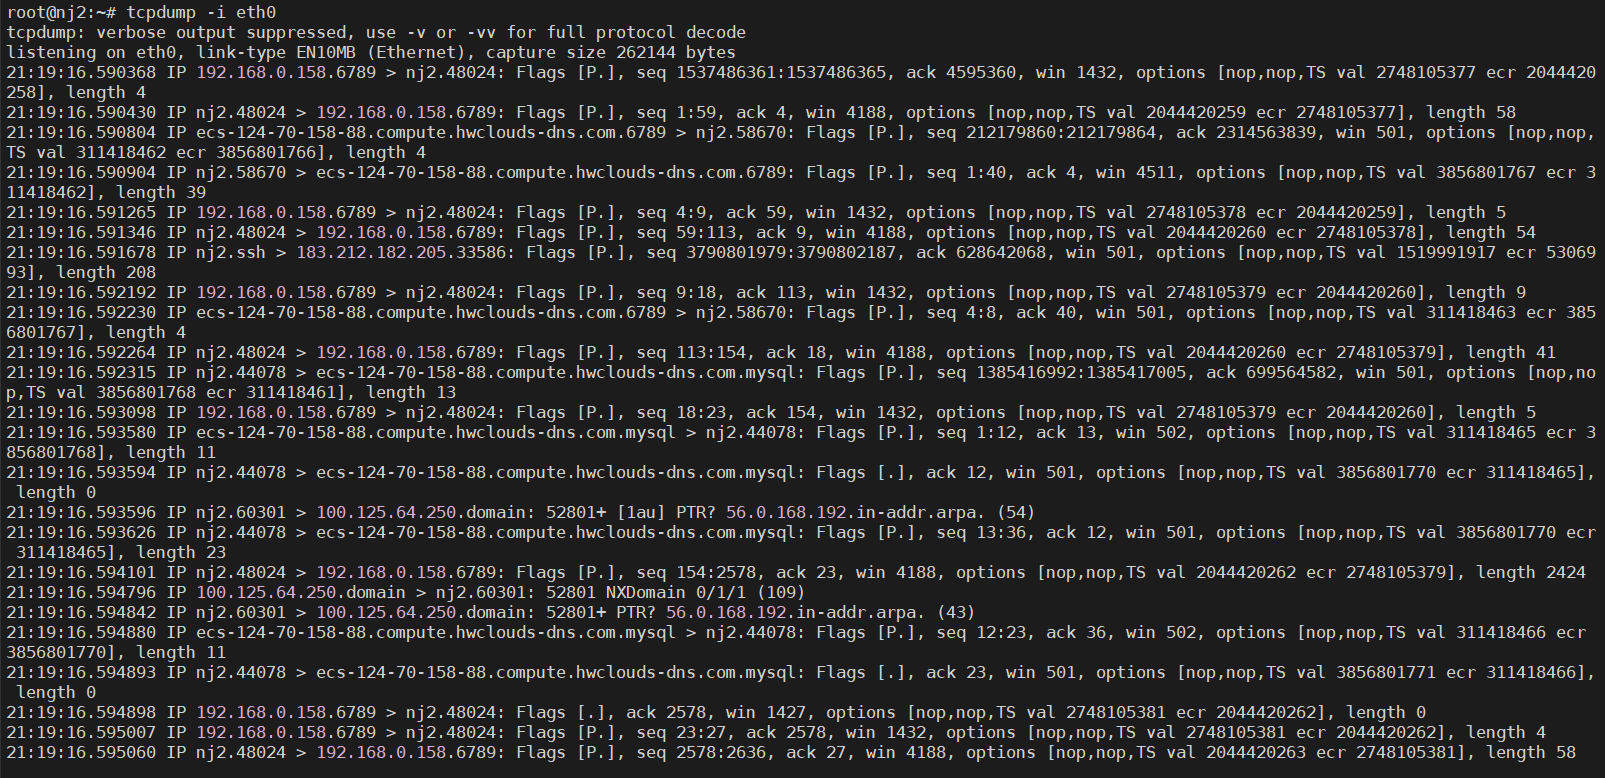 root@nj2:~# tcpdump -i eth0
tcpdump: verbose output suppressed, use -v or -vv for full protocol decode
listening on eth0, link-type EN10MB (Ethernet), capture size 262144 bytes
21:19:16.590368 IP 192.168.0.158.6789 > nj2.48024: Flags [P.], seq 1537486361:1537486365, ack 4595360, win 1432, options [nop,nop,TS val 2748105377 ecr 2044420
258], length 4
21:19:16.590430 IP nj2.48024 > 192.168.0.158.6789: Flags [P.], seq 1:59, ack 4, win 4188, options [nop,nop,TS val 2044420259 ecr 2748105377], length 58
21:19:16.590804 IP ecs-124-70-158-88.compute.hwclouds-dns.com.6789 > nj2.58670: Flags [P.], seq 212179860:212179864, ack 2314563839, win 501, options [nop,nop,
TS val 311418462 ecr 3856801766], length 4
21:19:16.590904 IP nj2.58670 > ecs-124-70-158-88.compute.hwclouds-dns.com.6789: Flags [P.], seq 1:40, ack 4, win 4511, options [nop,nop,TS val 3856801767 ecr 3
11418462], length 39
21:19:16.591265 IP 192.168.0.158.6789 > nj2.48024: Flags [P.], seq 4:9, ack 59, win 1432, options [nop,nop,TS val 2748105378 ecr 2044420259], length 5
21:19:16.591346 IP nj2.48024 > 192.168.0.158.6789: Flags [P.], seq 59:113, ack 9, win 4188, options [nop,nop,TS val 2044420260 ecr 2748105378], length 54
21:19:16.591678 IP nj2.ssh > 183.212.182.205.33586: Flags [P.], seq 3790801979:3790802187, ack 628642068, win 501, options [nop,nop,TS val 1519991917 ecr 53069
93], length 208
21:19:16.592192 IP 192.168.0.158.6789 > nj2.48024: Flags [P.], seq 9:18, ack 113, win 1432, options [nop,nop,TS val 2748105379 ecr 2044420260], length 9
21:19:16.592230 IP ecs-124-70-158-88.compute.hwclouds-dns.com.6789 > nj2.58670: Flags [P.], seq 4:8, ack 40, win 501, options [nop,nop,TS val 311418463 ecr 385
6801767], length 4
21:19:16.592264 IP nj2.48024 > 192.168.0.158.6789: Flags [P.], seq 113:154, ack 18, win 4188, options [nop,nop,TS val 2044420260 ecr 2748105379], length 41
21:19:16.592315 IP nj2.44078 > ecs-124-70-158-88.compute.hwclouds-dns.com.mysql: Flags [P.], seq 1385416992:1385417005, ack 699564582, win 501, options [nop,no
p,TS val 3856801768 ecr 311418461], length 13
21:19:16.593098 IP 192.168.0.158.6789 > nj2.48024: Flags [P.], seq 18:23, ack 154, win 1432, options [nop,nop,TS val 2748105379 ecr 2044420260], length 5
21:19:16.593580 IP ecs-124-70-158-88.compute.hwclouds-dns.com.mysql > nj2.44078: Flags [P.], seq 1:12, ack 13, win 502, options [nop,nop,TS val 311418465 ecr 3
856801768], length 11
21:19:16.593594 IP nj2.44078 > ecs-124-70-158-88.compute.hwclouds-dns.com.mysql: Flags [.], ack 12, win 501, options [nop,nop,TS val 3856801770 ecr 311418465],
 length 0
21:19:16.593596 IP nj2.60301 > 100.125.64.250.domain: 52801+ [1au] PTR? 56.0.168.192.in-addr.arpa. (54)
21:19:16.593626 IP nj2.44078 > ecs-124-70-158-88.compute.hwclouds-dns.com.mysql: Flags [P.], seq 13:36, ack 12, win 501, options [nop,nop,TS val 3856801770 ecr
 311418465], length 23
21:19:16.594101 IP nj2.48024 > 192.168.0.158.6789: Flags [P.], seq 154:2578, ack 23, win 4188, options [nop,nop,TS val 2044420262 ecr 2748105379], length 2424
21:19:16.594796 IP 100.125.64.250.domain > nj2.60301: 52801 NXDomain 0/1/1 (109)
21:19:16.594842 IP nj2.60301 > 100.125.64.250.domain: 52801+ PTR? 56.0.168.192.in-addr.arpa. (43)
21:19:16.594880 IP ecs-124-70-158-88.compute.hwclouds-dns.com.mysql > nj2.44078: Flags [P.], seq 12:23, ack 36, win 502, options [nop,nop,TS val 311418466 ecr
3856801770], length 11
21:19:16.594893 IP nj2.44078 > ecs-124-70-158-88.compute.hwclouds-dns.com.mysql: Flags [.], ack 23, win 501, options [nop,nop,TS val 3856801771 ecr 311418466],
 length 0
21:19:16.594898 IP 192.168.0.158.6789 > nj2.48024: Flags [.], ack 2578, win 1427, options [nop,nop,TS val 2748105381 ecr 2044420262], length 0
21:19:16.595007 IP 192.168.0.158.6789 > nj2.48024: Flags [P.], seq 23:27, ack 2578, win 1432, options [nop,nop,TS val 2748105381 ecr 2044420262], length 4
21:19:16.595060 IP nj2.48024 > 192.168.0.158.6789: Flags [P.], seq 2578:2636, ack 27, win 4188, options [nop,nop,TS val 2044420263 ecr 2748105381], length 58